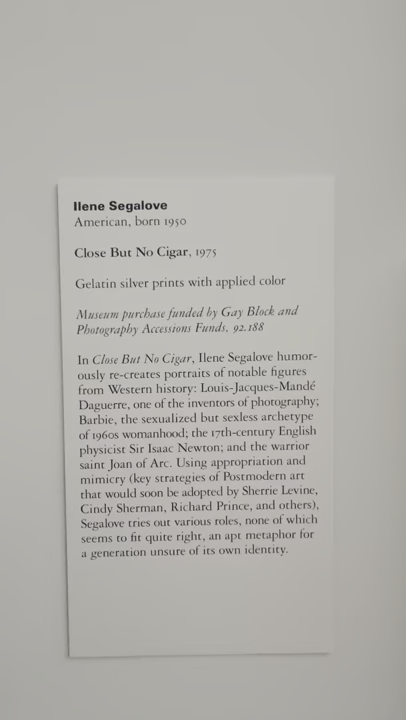 Ilene Segalove
American, born 1950
Close But No Cigar, 1975
Gelatin silver prints with applied color
Museum purchase funded by Gay Block and
Photography Accessions Funds, 92.188
In Close But No Cigar, Ilene Segalove humor-
ously re-creates portraits of notable figures
from Western history: Louis-Jacques-Mandé
Daguerre, one of the inventors of photography;
Barbie, the sexualized but sexless archetype
of 1960s womanhood; the 17th-century English
physicist Sir Isaac Newton; and the warrior
saint Joan of Arc. Using appropriation and
mimicry (key strategies of Postmodern art
that would soon be adopted by Sherrie Levine,
Cindy Sherman, Richard Prince, and others),
Segalove tries out various roles, none of which
seems to fit quite right, an apt metaphor for
a generation unsure of its own identity.